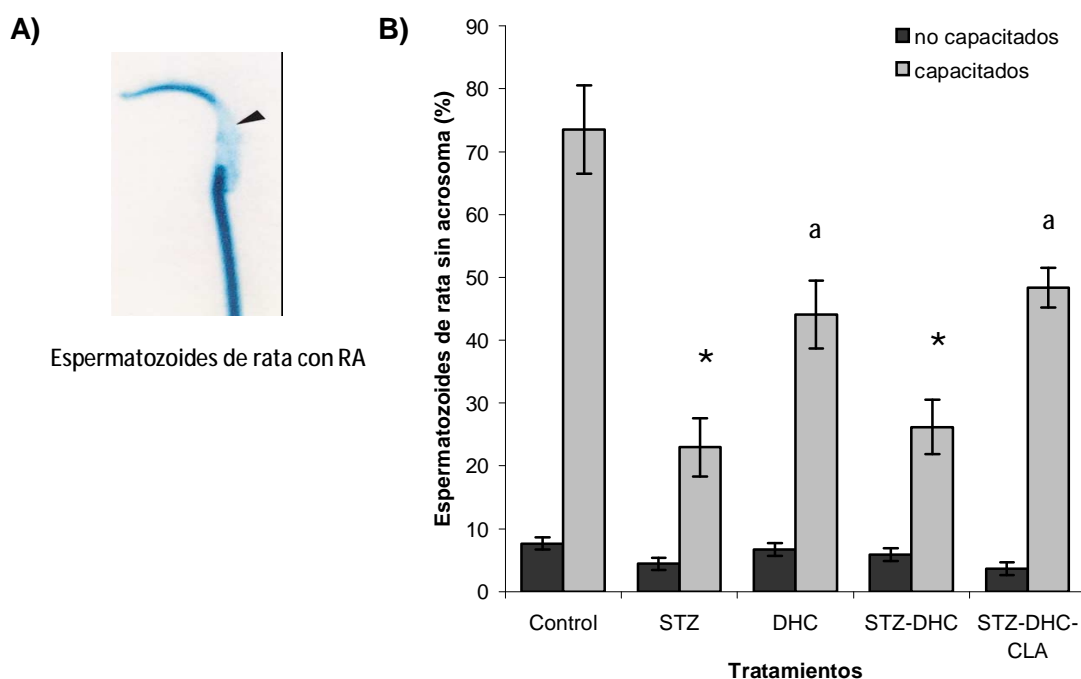 A)
Espermatozoides de rata con RA
B)
no capacitados
capacitados
Espermatozoides de rata sin acrosoma (%)
90
80
70
60
50
40
30
20
10
0
*
a
*
a
Control
STZ
DHC
STZ-DHC
STZ-DHC-
CLA
Tratamientos